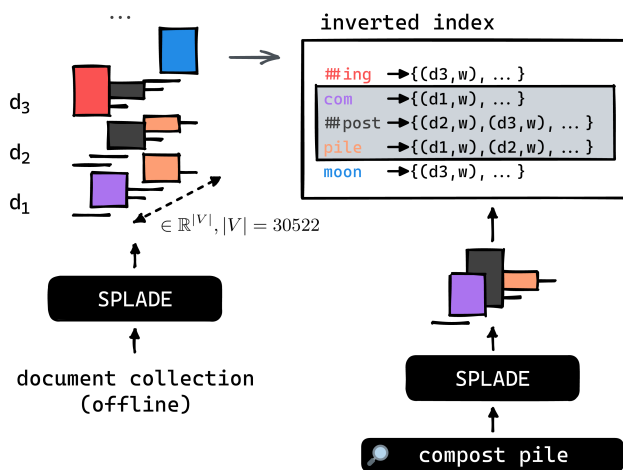 ...
inverted index
##ing →{(d3,w), ... }
com →{(d1,w), ... }
##post →{(d2,w),(d3,w), ... }
pile →{(d1,w),(d2,w), ... }
moon →{(d3,w), ... }
d₃
d₂
d₁
∈ ℝ^|V|, |V| = 30522
SPLADE
document collection
(offline)
SPLADE
compost pile